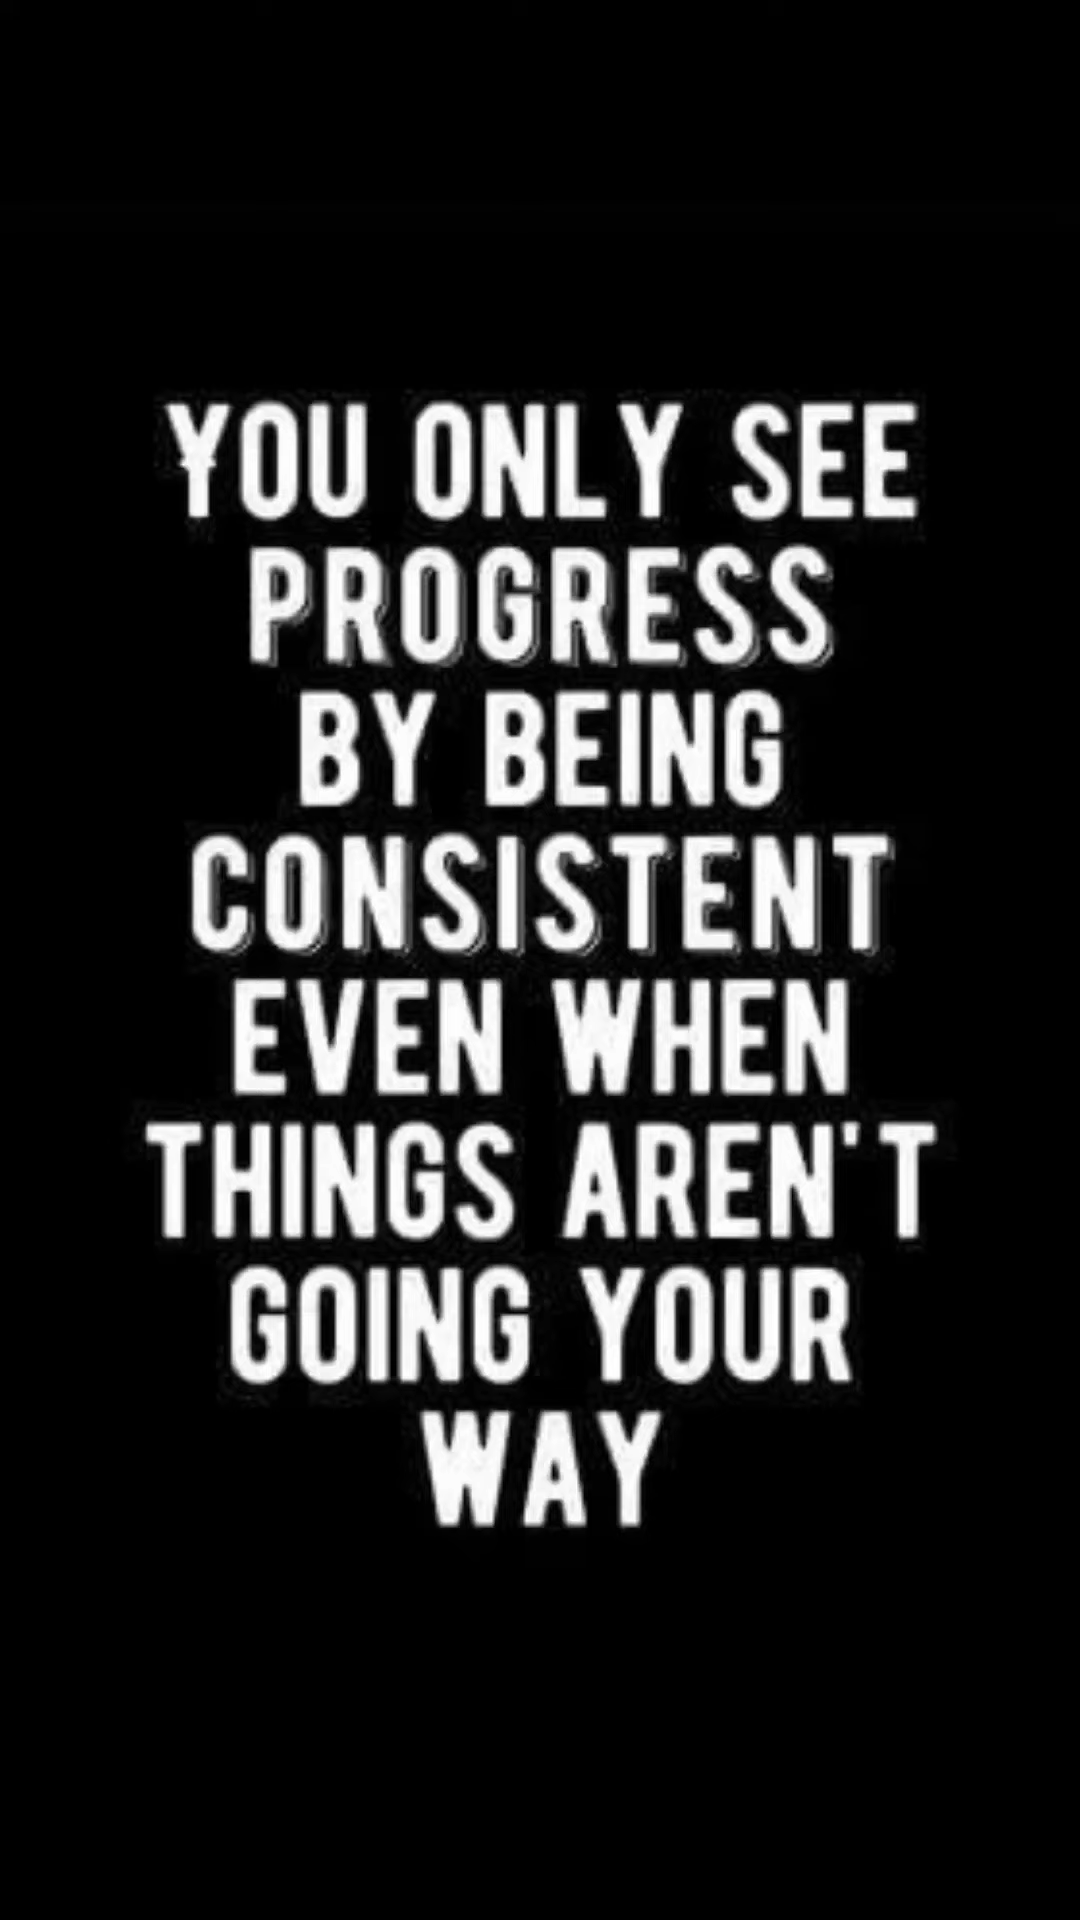 YOU ONLY SEE
PROGRESS
BY BEING
CONSISTENT
EVEN WHEN
THINGS AREN'T
GOING YOUR
WAY